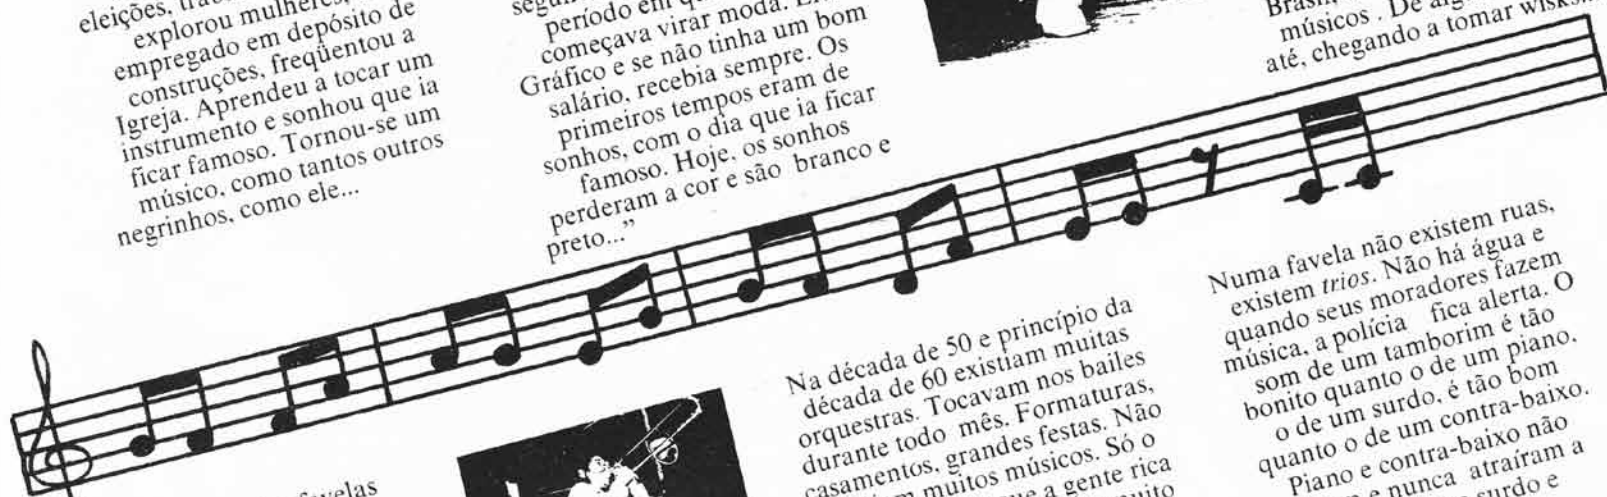 eleições,
explorou mulheres,
empregado em depósito de
construções, freqüentou a
Igreja. Aprendeu a tocar um
instrumento e sonhou que ia
ficar famoso. Tornou-se um
músico, como tantos outros
negrinhos, como ele...
período em
começava virar moda.
Gráfico e se não tinha um bom
salário, recebia sempre. Os
primeiros tempos eram de
sonhos, com o dia que ia ficar
famoso. Hoje, os sonhos
perderam a cor e são branco e
preto..."
Brasil,
músicos . De
até, chegando a tomar wisks...
favelas
Na década de 50 e princípio da
década de 60 existiam muitas
orquestras. Tocavam nos bailes
durante todo mês. Formaturas,
casamentos, grandes festas. Não
muitos músicos. Só o
a gente rica
Numa favela não existem ruas,
existem trios. Não há água e
quando seus moradores fazem
música, a polícia fica alerta. O
som de um tamborim é tão
bonito quanto o de um piano.
o de um surdo, é tão bom
quanto o de um contra-baixo.
Piano e contra-baixo não
e nunca atraíram a
surdo e